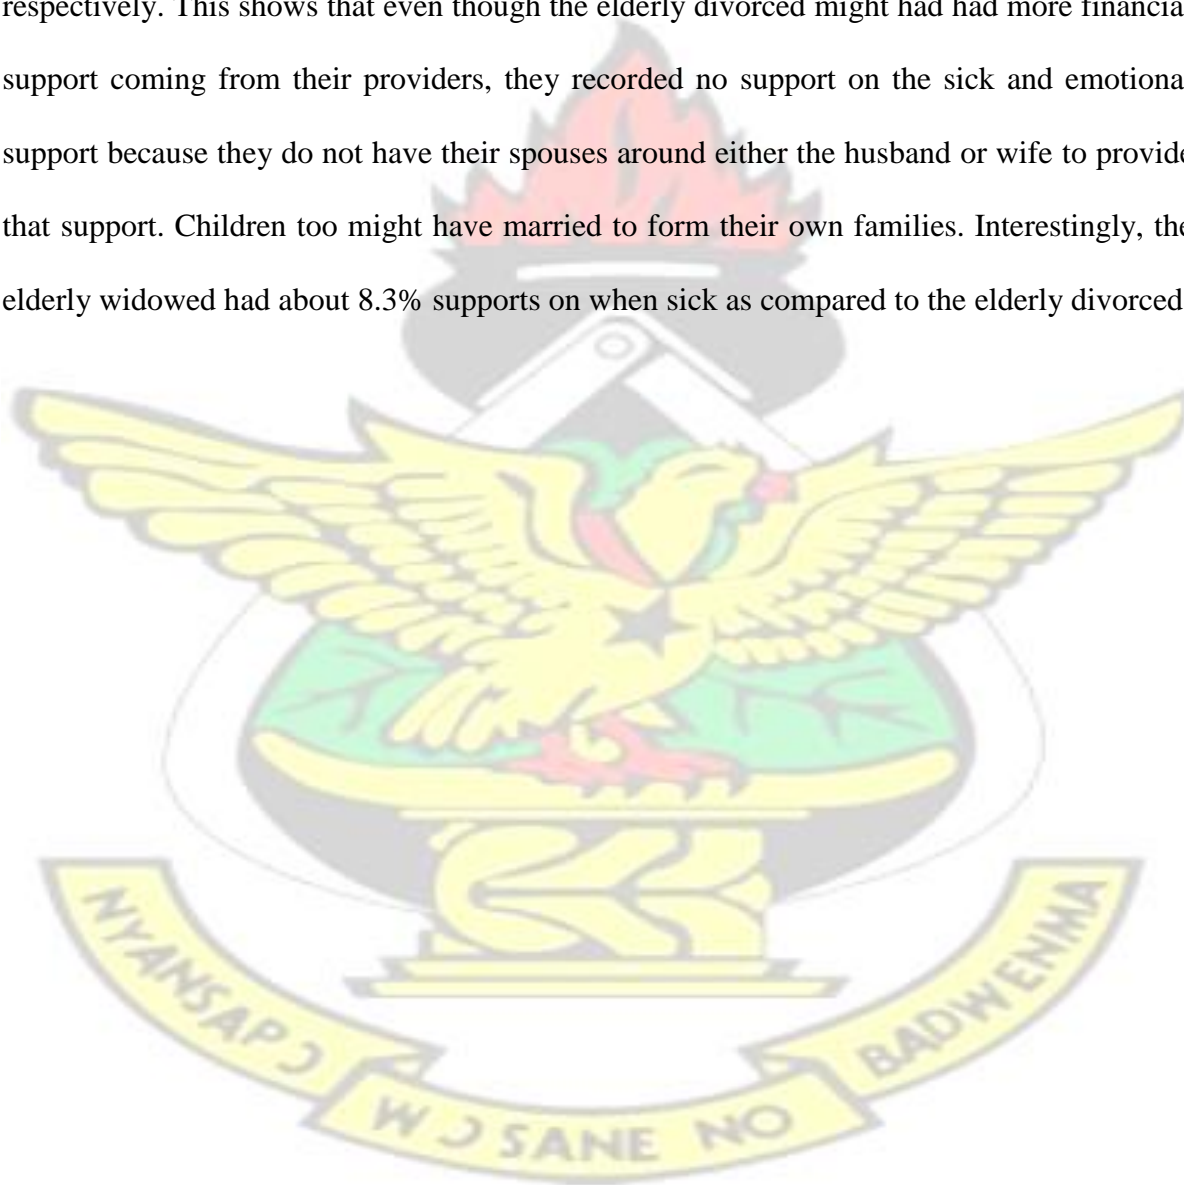 respectively. This shows that even though the elderly divorced might had had more financia
support coming from their providers, they recorded no support on the sick and emotiona
support because they do not have their spouses around either the husband or wife to provide
that support. Children too might have married to form their own families. Interestingly, the
elderly widowed had about 8.3% supports on when sick as compared to the elderly divorced
NYANSAPƆ
WƆSANE NO
BADWENMA